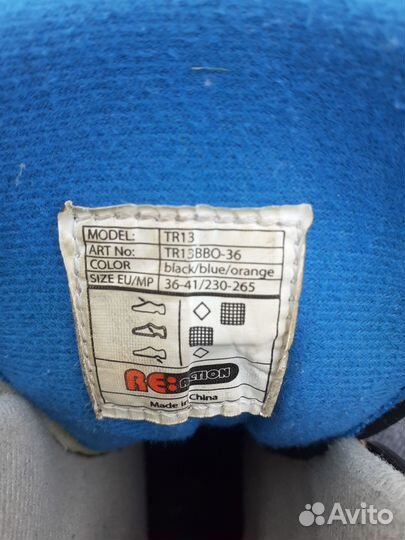 MODEL: TR13
ART No: TR13BBO-36
COLOR black/blue/orange
SIZE EU/MP 36-41/230-265
RE:ACTION
Made in China
Avito